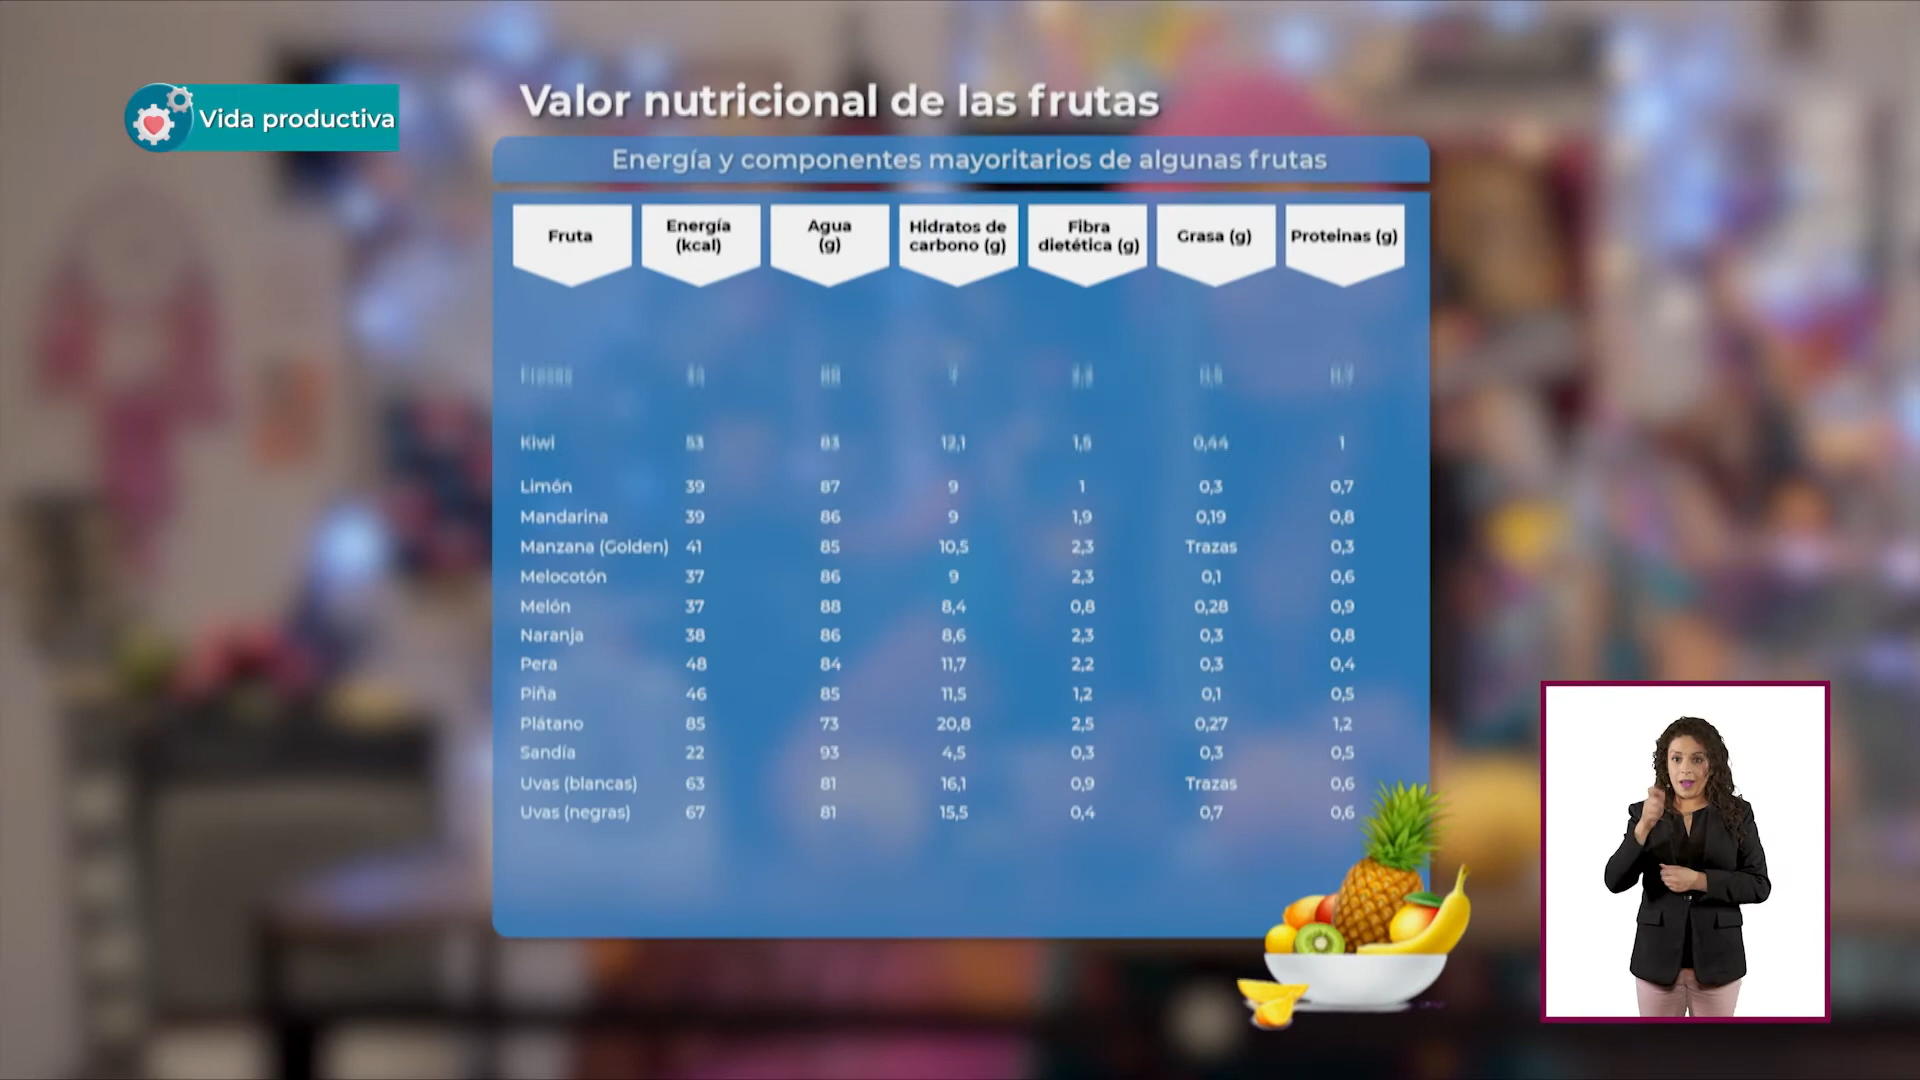 Vida productiva
Valor nutricional de las frutas
Energía y componentes mayoritarios de algunas frutas
Fruta Energía (kcal) Agua (g) Hidratos de carbono (g) Fibra dietética (g) Grasa (g) Proteinas (g)
Kiwi 53 83 12,1 1,5 0,44 1
Limón 39 87 9 1 0,3 0,7
Mandarina 39 86 9 1,9 0,19 0,8
Manzana (Golden) 41 85 10,5 2,3 Trazas 0,3
Melocotón 37 86 9 2,3 0,1 0,6
Melón 37 88 8,4 0,8 0,28 0,9
Naranja 38 86 8,6 2,3 0,3 0,8
Pera 48 84 11,7 2,2 0,3 0,4
Piña 46 85 11,5 1,2 0,1 0,5
Plátano 85 73 20,8 2,5 0,27 1,2
Sandía 22 93 4,5 0,3 0,3 0,5
Uvas (blancas) 63 81 16,1 0,9 Trazas 0,6
Uvas (negras) 67 81 15,5 0,4 0,7 0,6